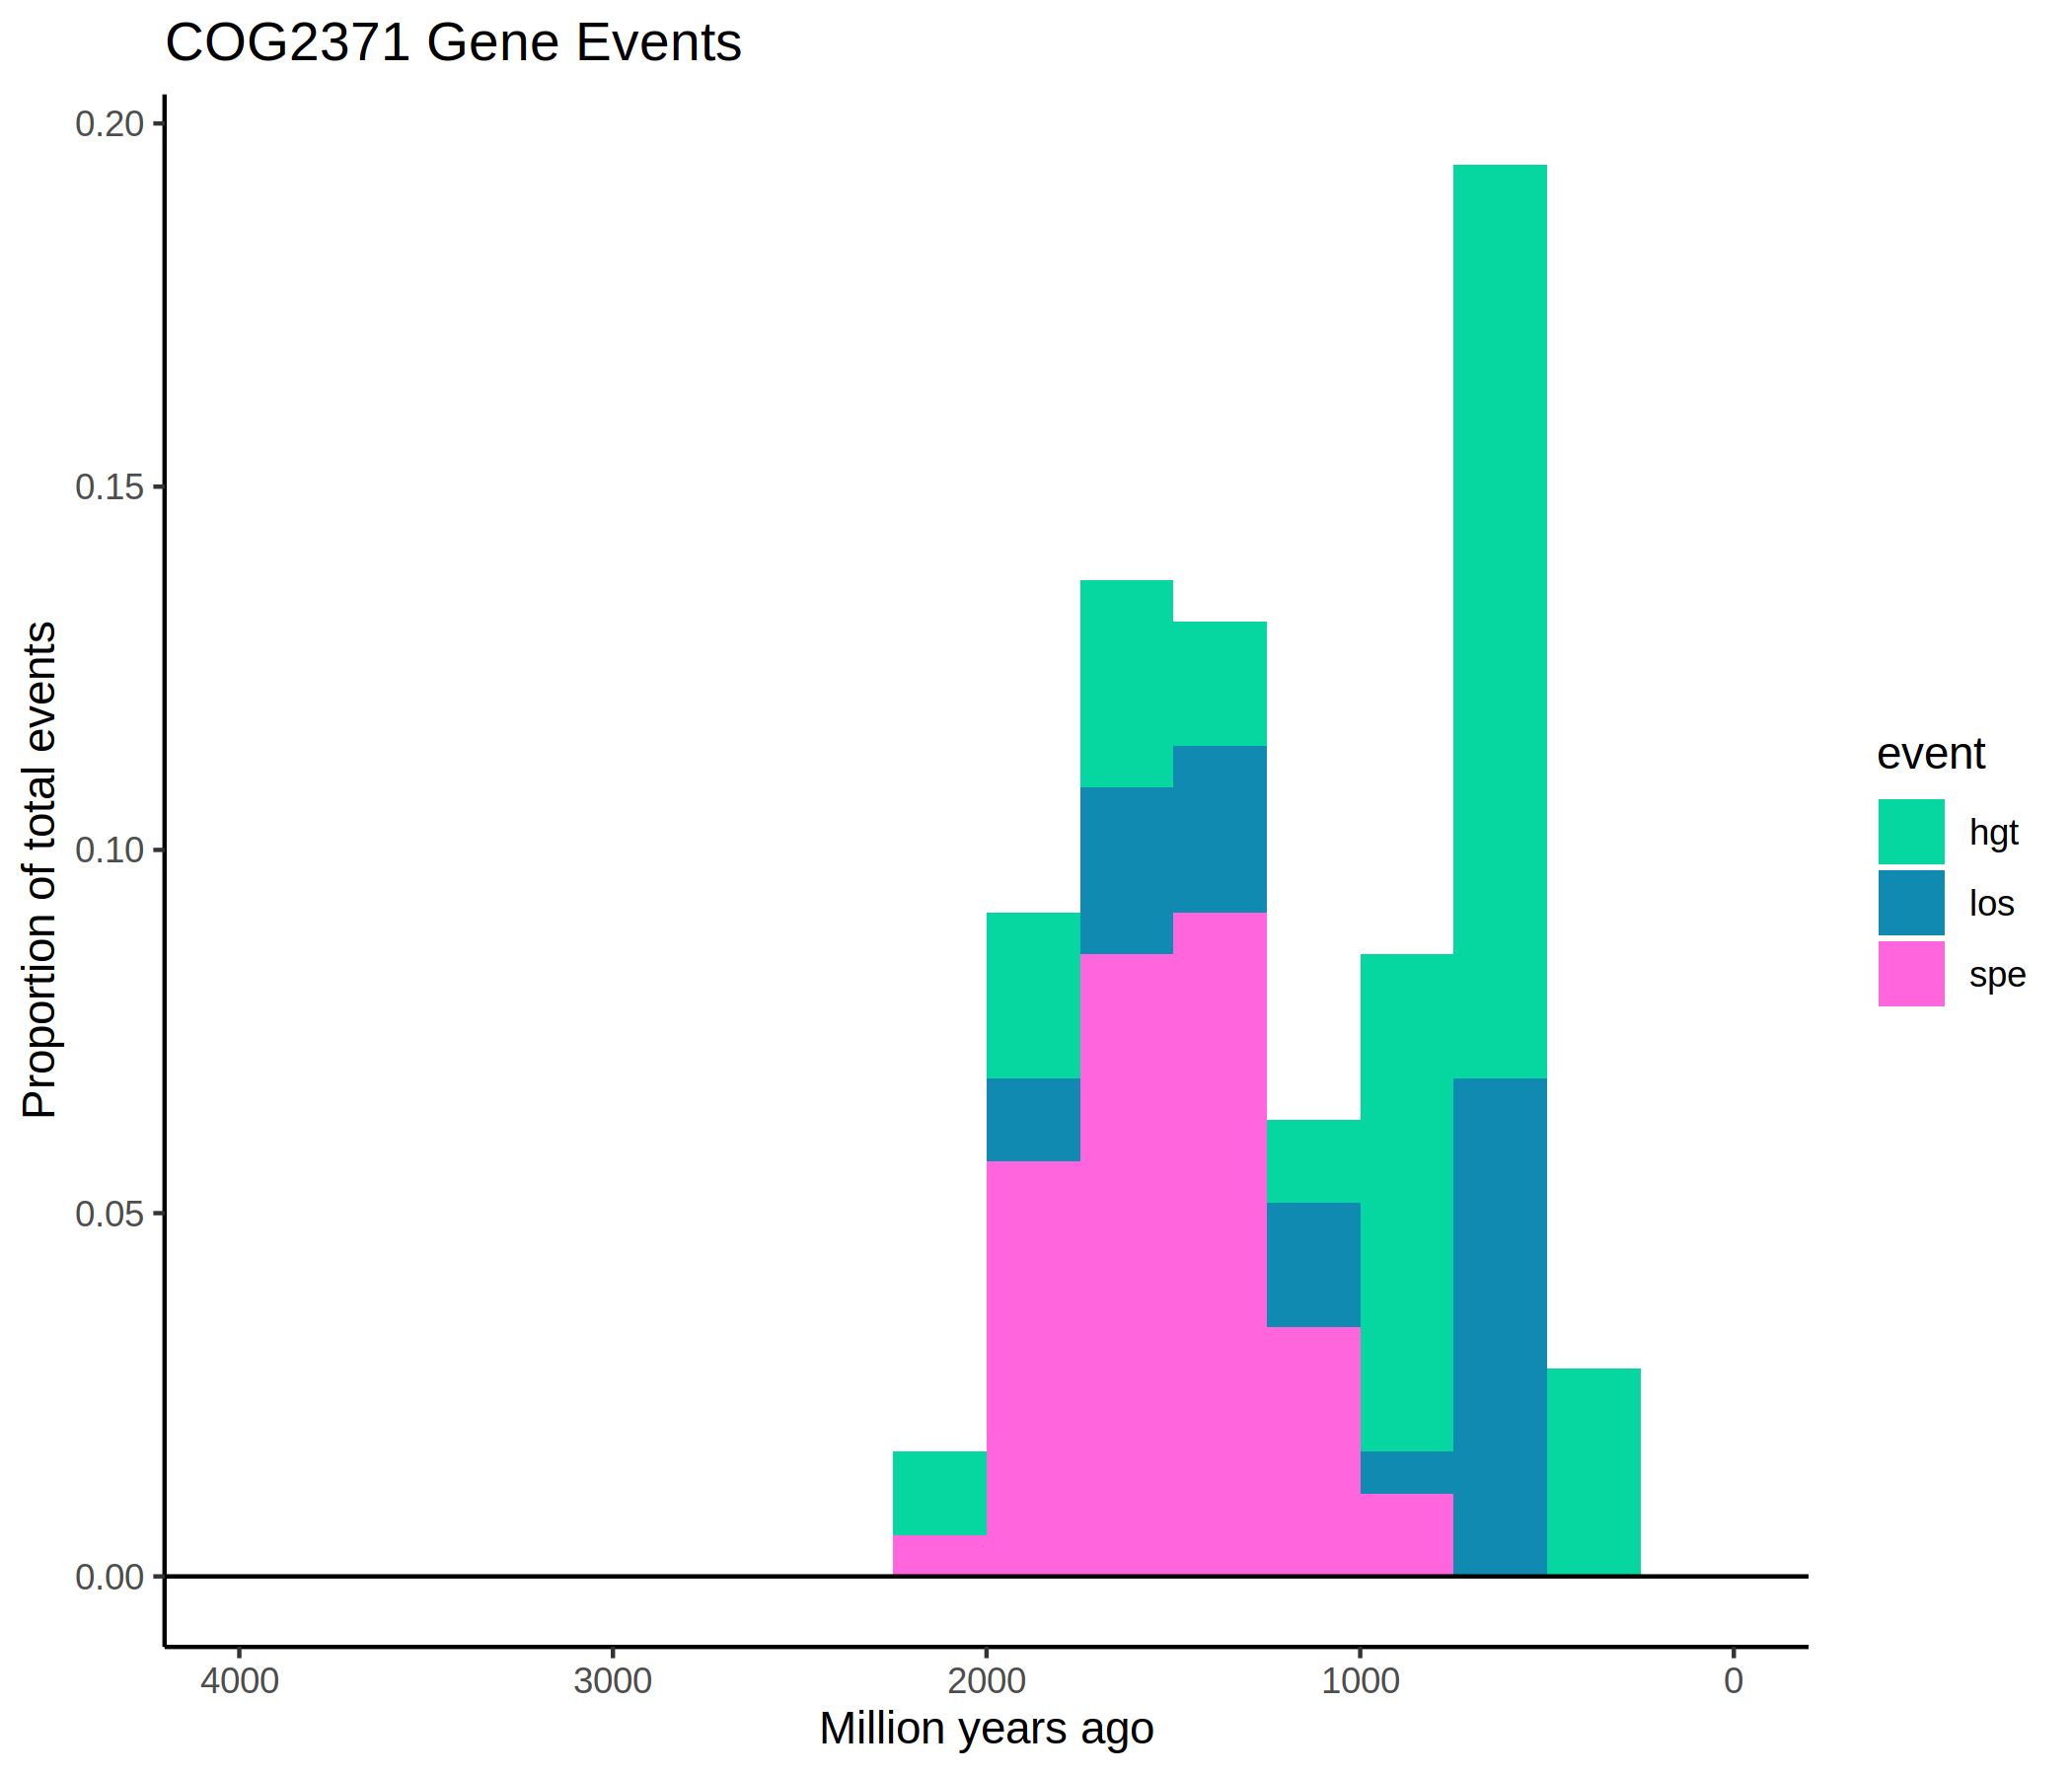 COG2371 Gene Events
0.20
0.15
0.10
0.05
0.00
Proportion of total events
4000 3000 2000 1000 0
Million years ago
event
hgt
los
spe